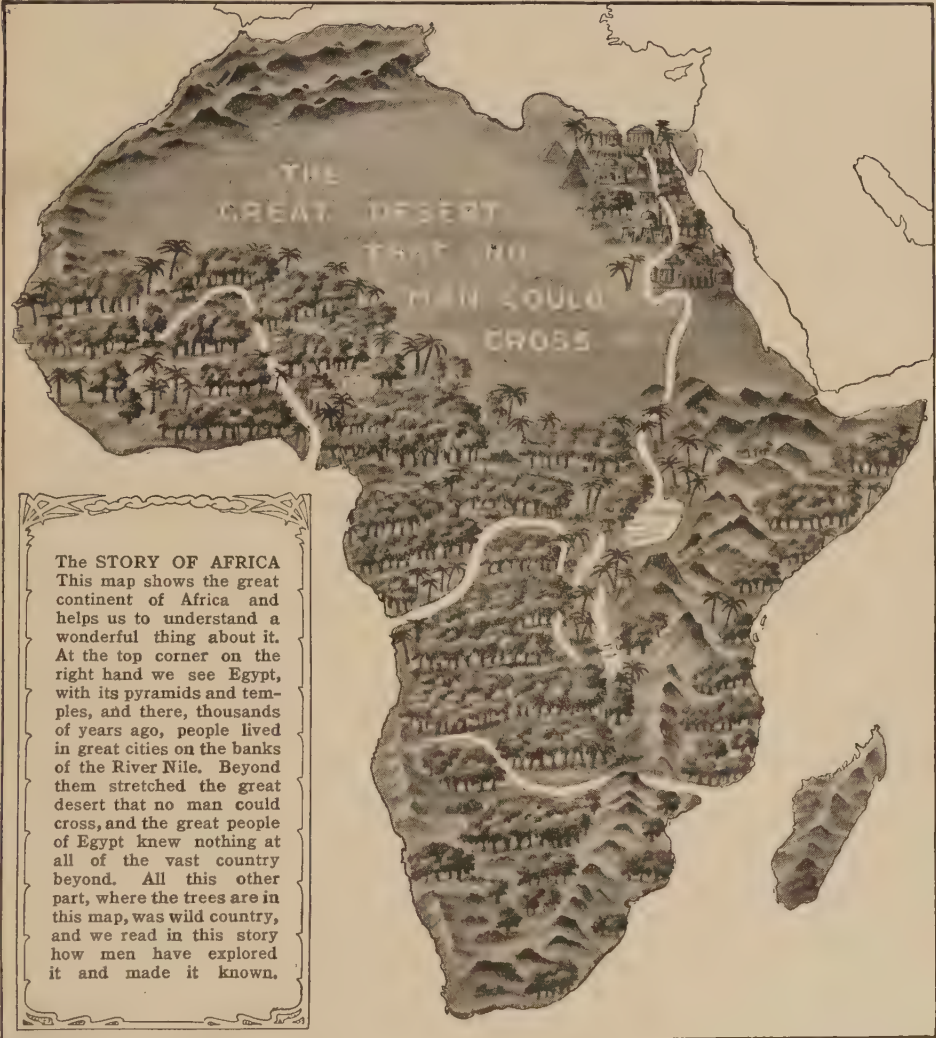 THE
GREAT DESERT
THAT NO
MAN COULD
CROSS
The STORY OF AFRICA
This map shows the great
continent of Africa and
helps us to understand a
wonderful thing about it.
At the top corner on the
right hand we see Egypt,
with its pyramids and tem-
ples, and there, thousands
of years ago, people lived
in great cities on the banks
of the River Nile. Beyond
them stretched the great
desert that no man could
cross, and the great people
of Egypt knew nothing at
all of the vast country
beyond. All this other
part, where the trees are in
this map, was wild country,
and we read in this story
how men have explored
it and made it known.